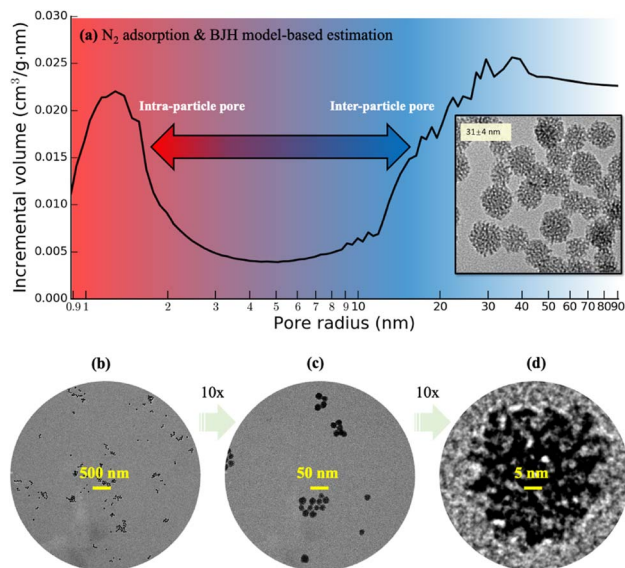 (a) N₂ adsorption & BJH model-based estimation
Incremental volume (cm³/g·nm)
0.030
0.025
0.020
0.015
0.010
0.005
0.000
Intra-particle pore
Inter-particle pore
31±4 nm
0.9 1 2 3 4 5 6 7 8 9 10 20 30 40 50 60 70 80 90
Pore radius (nm)
(b) (c) (d)
10x 10x
500 nm 50 nm 5 nm